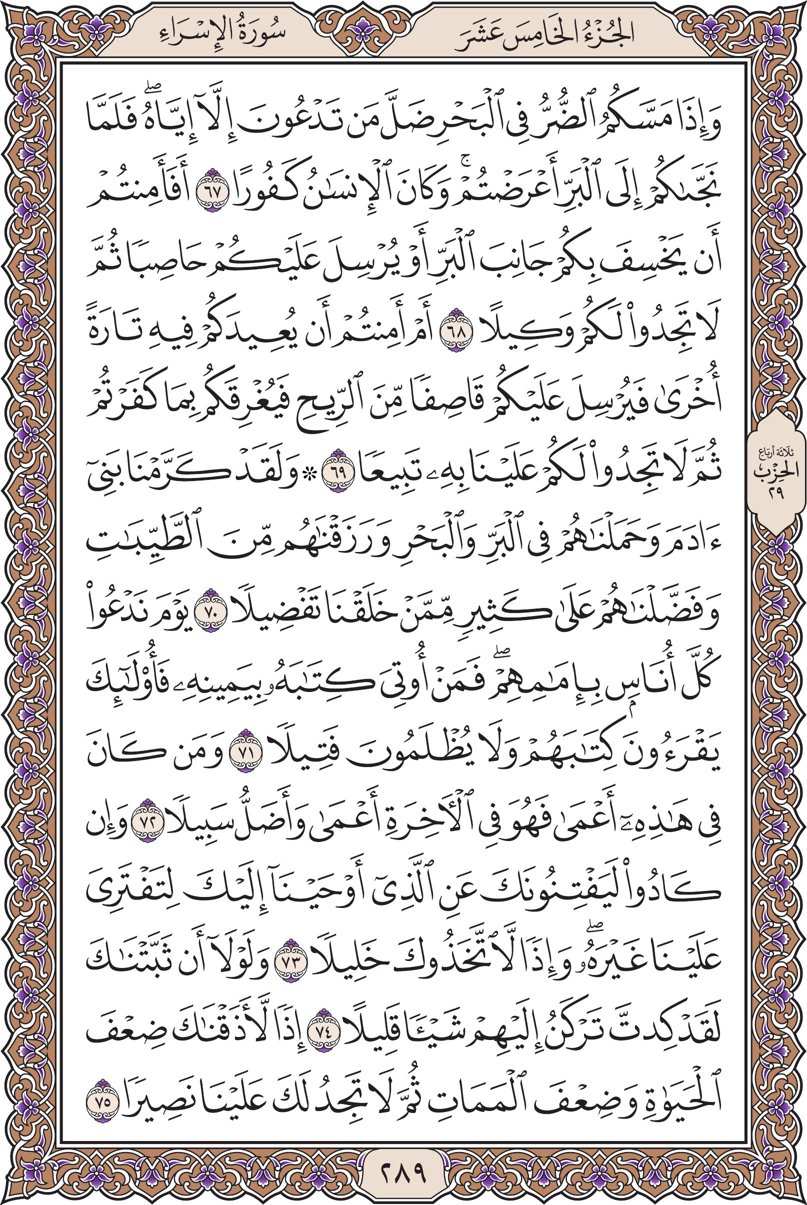 الجُزْءُ الخَامِسَ عَشَرَ
سُورَةُ الإِسْرَاءِ
وَإِذَا مَسَّكُمُ ٱلضُّرُّ فِي ٱلْبَحْرِ ضَلَّ مَن تَدْعُونَ إِلَّآ إِيَّاهُۖ فَلَمَّا
نَجَّىٰكُمْ إِلَى ٱلْبَرِّ أَعْرَضْتُمْۚ وَكَانَ ٱلْإِنسَٰنُ كَفُورًا ٦٧ أَفَأَمِنتُمْ
أَن يَخْسِفَ بِكُمْ جَانِبَ ٱلْبَرِّ أَوْ يُرْسِلَ عَلَيْكُمْ حَاصِبًا ثُمَّ
لَا تَجِدُوا۟ لَكُمْ وَكِيلًا ٦٨ أَمْ أَمِنتُمْ أَن يُعِيدَكُمْ فِيهِ تَارَةً
أُخْرَىٰ فَيُرْسِلَ عَلَيْكُمْ قَاصِفًا مِّنَ ٱلرِّيحِ فَيُغْرِقَكُم بِمَا كَفَرْتُمْ
ثُمَّ لَا تَجِدُوا۟ لَكُمْ عَلَيْنَا بِهِۦ تَبِيعًا ٦٩ ۞ وَلَقَدْ كَرَّمْنَا بَنِيٓ
ءَادَمَ وَحَمَلْنَٰهُمْ فِي ٱلْبَرِّ وَٱلْبَحْرِ وَرَزَقْنَٰهُم مِّنَ ٱلطَّيِّبَٰتِ
وَفَضَّلْنَٰهُمْ عَلَىٰ كَثِيرٍ مِّمَّنْ خَلَقْنَا تَفْضِيلًا ٧٠ يَوْمَ نَدْعُوا۟
كُلَّ أُنَاسٍۭ بِإِمَٰمِهِمْۖ فَمَنْ أُوتِيَ كِتَٰبَهُۥ بِيَمِينِهِۦ فَأُو۟لَٰٓئِكَ
يَقْرَءُونَ كِتَٰبَهُمْ وَلَا يُظْلَمُونَ فَتِيلًا ٧١ وَمَن كَانَ
فِي هَٰذِهِۦٓ أَعْمَىٰ فَهُوَ فِي ٱلْءَاخِرَةِ أَعْمَىٰ وَأَضَلُّ سَبِيلًا ٧٢ وَإِن
كَادُوا۟ لَيَفْتِنُونَكَ عَنِ ٱلَّذِيٓ أَوْحَيْنَآ إِلَيْكَ لِتَفْتَرِيَ
عَلَيْنَا غَيْرَهُۥۖ وَإِذًا لَّٱتَّخَذُوكَ خَلِيلًا ٧٣ وَلَوْلَآ أَن ثَبَّتْنَٰكَ
لَقَدْ كِدتَّ تَرْكَنُ إِلَيْهِمْ شَيْـًٔا قَلِيلًا ٧٤ إِذًا لَّأَذَقْنَٰكَ ضِعْفَ
ٱلْحَيَوٰةِ وَضِعْفَ ٱلْمَمَاتِ ثُمَّ لَا تَجِدُ لَكَ عَلَيْنَا نَصِيرًا ٧٥
ثَلَاثَةُ أَرْبَاع
الحِزْب
٢٩
٢٨٩